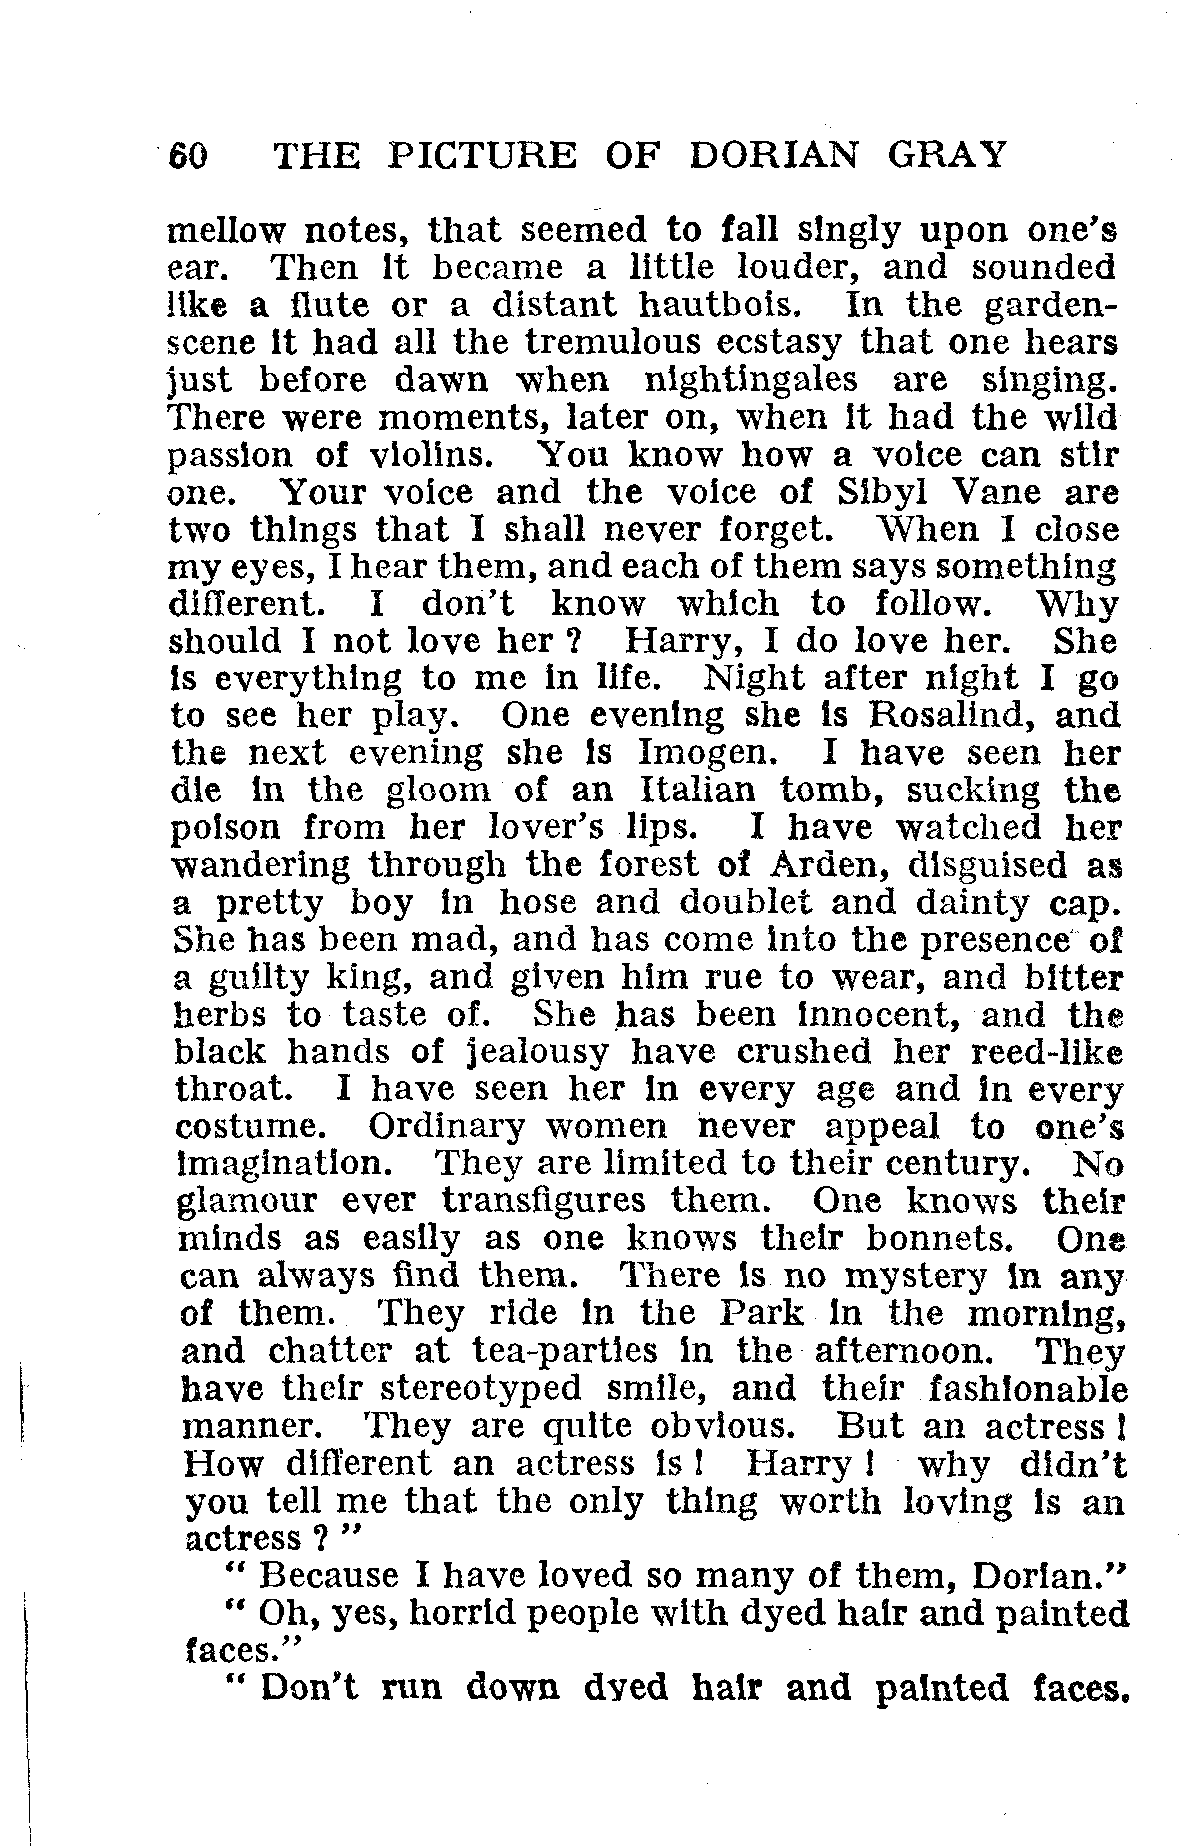 60 THE PICTURE OF DORIAN GRAY
mellow notes, that seemed to fall singly upon one's
ear. Then it became a little louder, and sounded
like a flute or a distant hautbois. In the garden-
scene it had all the tremulous ecstasy that one hears
just before dawn when nightingales are singing.
There were moments, later on, when it had the wild
passion of violins. You know how a voice can stir
one. Your voice and the voice of Sibyl Vane are
two things that I shall never forget. When I close
my eyes, I hear them, and each of them says something
different. I don't know which to follow. Why
should I not love her ? Harry, I do love her. She
is everything to me in life. Night after night I go
to see her play. One evening she is Rosalind, and
the next evening she is Imogen. I have seen her
die in the gloom of an Italian tomb, sucking the
poison from her lover's lips. I have watched her
wandering through the forest of Arden, disguised as
a pretty boy in hose and doublet and dainty cap.
She has been mad, and has come into the presence of
a guilty king, and given him rue to wear, and bitter
herbs to taste of. She has been innocent, and the
black hands of jealousy have crushed her reed-like
throat. I have seen her in every age and in every
costume. Ordinary women never appeal to one's
imagination. They are limited to their century. No
glamour ever transfigures them. One knows their
minds as easily as one knows their bonnets. One
can always find them. There is no mystery in any
of them. They ride in the Park in the morning,
and chatter at tea-parties in the afternoon. They
have their stereotyped smile, and their fashionable
manner. They are quite obvious. But an actress !
How different an actress is ! Harry ! why didn't
you tell me that the only thing worth loving is an
actress ? "
" Because I have loved so many of them, Dorian."
" Oh, yes, horrid people with dyed hair and painted
faces."
" Don't run down dyed hair and painted faces.